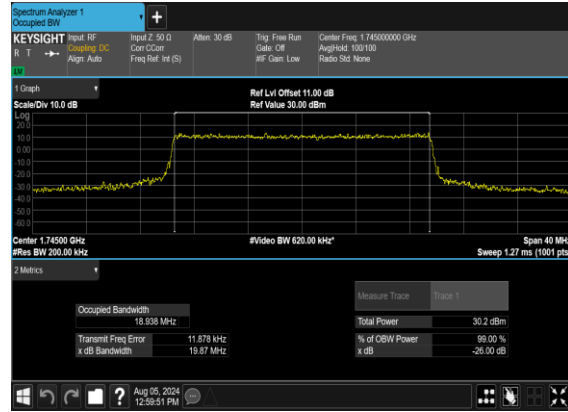 Spectrum Analyzer 1
Occupied BW
KEYSIGHT
R T
LXI
Input: RF
Coupling: DC
Align: Auto
Input Z: 50 Ω
Corr CCorr
Freq Ref: Int (S)
Atten: 30 dB
Trig: Free Run
Gate: Off
#IF Gain: Low
Center Freq: 1.745000000 GHz
Avg|Hold: 100/100
Radio Std: None
1 Graph
Scale/Div 10.0 dB
Ref Lvl Offset 11.00 dB
Ref Value 30.00 dBm
Log
20.0
10.0
0.00
-10.0
-20.0
-30.0
-40.0
-50.0
-60.0
Center 1.74500 GHz
#Res BW 200.00 kHz
#Video BW 620.00 kHz*
Span 40 MHz
Sweep 1.27 ms (1001 pts
2 Metrics
Occupied Bandwidth
18.938 MHz
Transmit Freq Error 11.878 kHz
x dB Bandwidth 19.87 MHz
Measure Trace Trace 1
Total Power 30.2 dBm
% of OBW Power 99.00 %
x dB -26.00 dB
Aug 05, 2024
12:59:51 PM